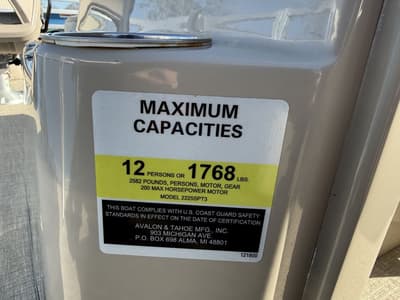 MAXIMUM
CAPACITIES
12 PERSONS OR 1768 LBS
2582 POUNDS, PERSONS, MOTOR, GEAR
200 MAX HORSEPOWER MOTOR
MODEL 2225SPT3
THIS BOAT COMPLIES WITH U.S. COAST GUARD SAFETY
STANDARDS IN EFFECT ON THE DATE OF CERTIFICATION
AVALON & TAHOE MFG., INC.
903 MICHIGAN AVE
P.O. BOX 698 ALMA, MI 48801
121800